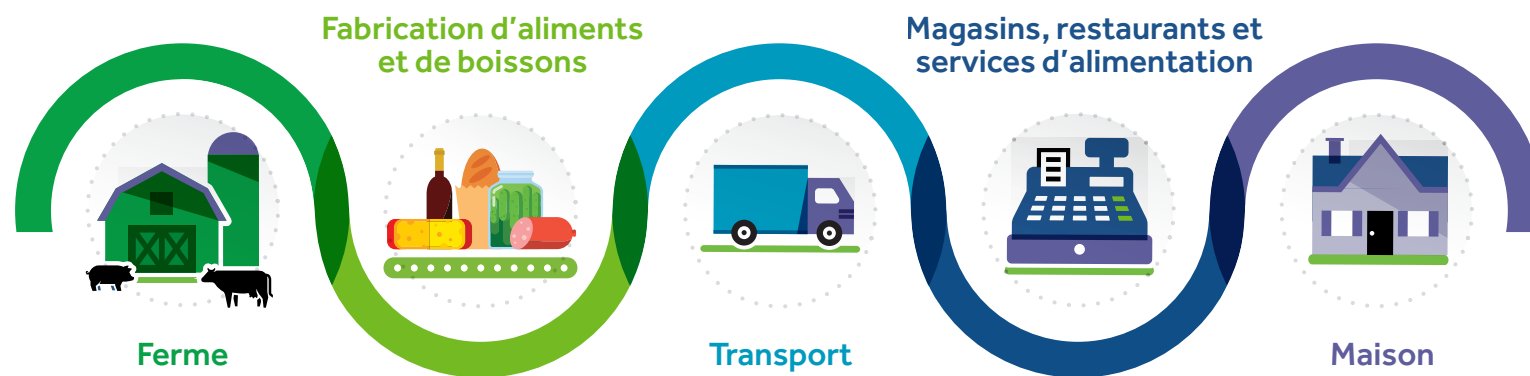 Ferme
Fabrication d’aliments
et de boissons
Transport
Magasins, restaurants et
services d’alimentation
Maison